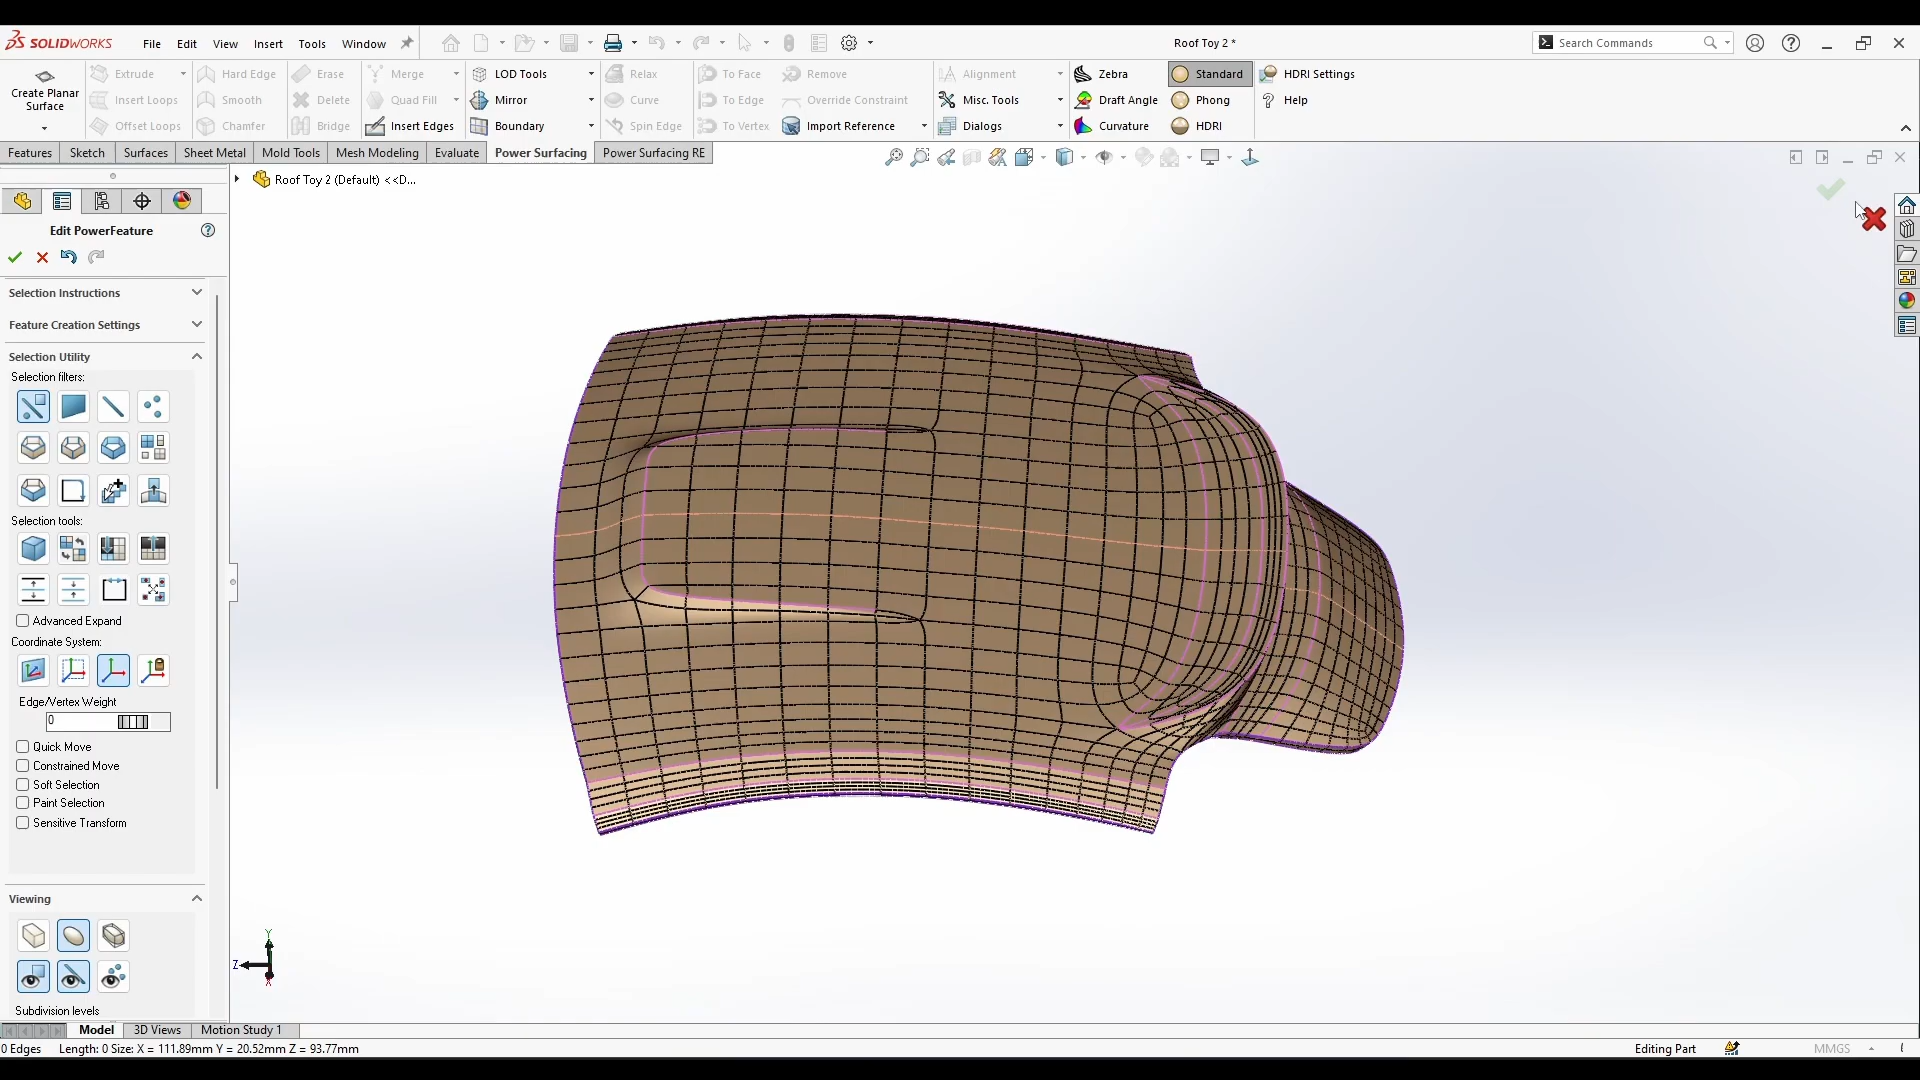 SOLIDWORKS File Edit View Insert Tools Window Roof Toy 2 * Search Commands
Create Planar Surface
Extrude Hard Edge Erase Merge LOD Tools Relax To Face Remove Alignment Zebra Standard HDRI Settings
Insert Loops Smooth Delete Quad Fill Mirror Curve To Edge Override Constraint Misc. Tools Draft Angle Phong ? Help
Offset Loops Chamfer Bridge Insert Edges Boundary Spin Edge To Vertex Import Reference Dialogs Curvature HDRI
Features Sketch Surfaces Sheet Metal Mold Tools Mesh Modeling Evaluate Power Surfacing Power Surfacing RE
Roof Toy 2 (Default) <<D...
Edit PowerFeature
Selection Instructions
Feature Creation Settings
Selection Utility
Selection filters:
Selection tools:
Advanced Expand
Coordinate System:
Edge/Vertex Weight
0
Quick Move
Constrained Move
Soft Selection
Paint Selection
Sensitive Transform
Viewing
Y
Z
X
Subdivision levels
Model 3D Views Motion Study 1
0 Edges Length: 0 Size: X = 111.89mm Y = 20.52mm Z = 93.77mm Editing Part MMGS